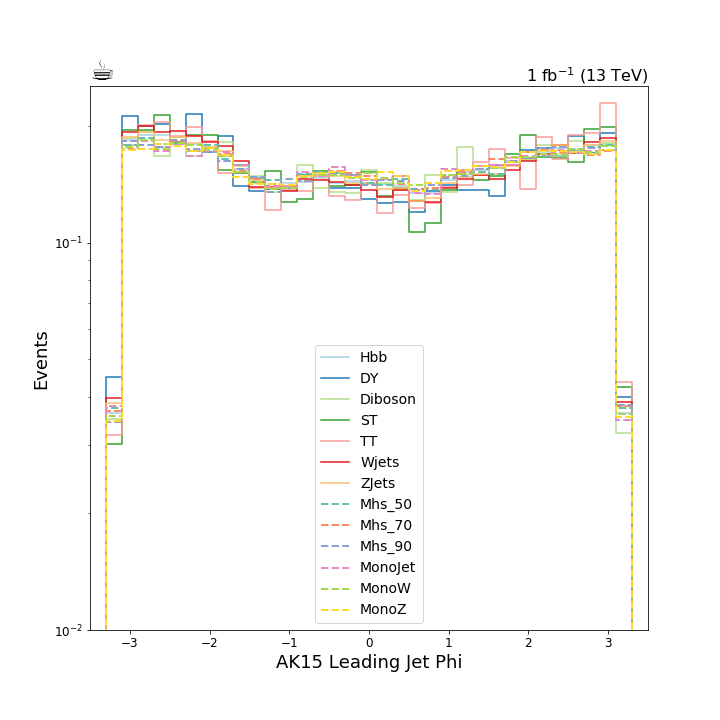 1 fb⁻¹ (13 TeV)
Events
10⁻¹
10⁻²
Hbb
DY
Diboson
ST
TT
Wjets
ZJets
Mhs_50
Mhs_70
Mhs_90
MonoJet
MonoW
MonoZ
−3 −2 −1 0 1 2 3
AK15 Leading Jet Phi